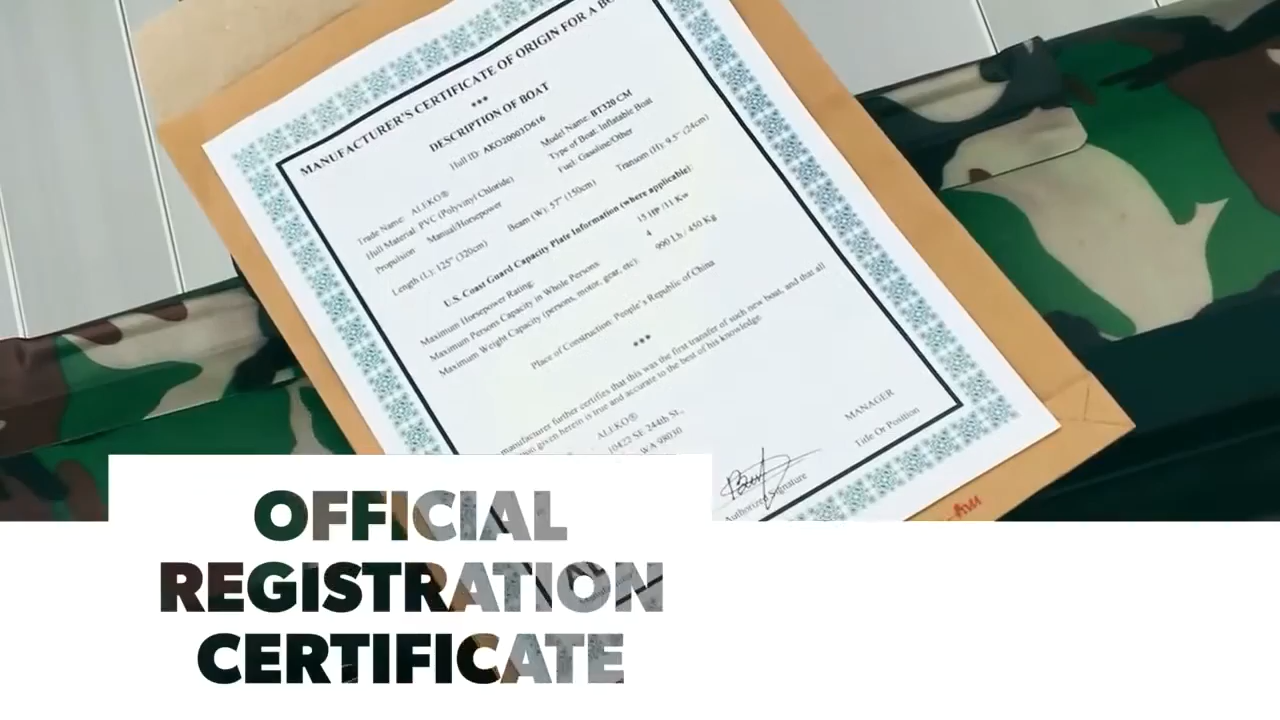 MANUFACTURER'S CERTIFICATE OF ORIGIN FOR A BO
***
DESCRIPTION OF BOAT
Hull ID: AKO20003D616
Trade Name: ALEKO®
Model Name: BT320 CM
Hull Material: PVC (Polyvinyl Chloride)
Type of Boat: Inflatable Boat
Propulsion Manual/Horsepower
Fuel: Gasoline/Other
Length (L): 125" (320cm)
Beam (W): 57" (150cm)
Transom (H): 9.5" (24cm)
U.S. Coast Guard Capacity Plate Information (where applicable):
Maximum Horsepower Rating: 15 HP /11 Kw
Maximum Persons Capacity in Whole Persons: 4
Maximum Weight Capacity (persons, motor, gear, etc): 990 Lb / 450 Kg
Place of Construction: People's Republic of China
***
manufacturer further certifies that this was the first transfer of such new boat, and that all
given herein is true and accurate to the best of his knowledge.
ALEKO®
10422 SE 244th St.,
WA 98030
MANAGER
Authorized Signature
Title Or Position
OFFICIAL
REGISTRATION
CERTIFICATE